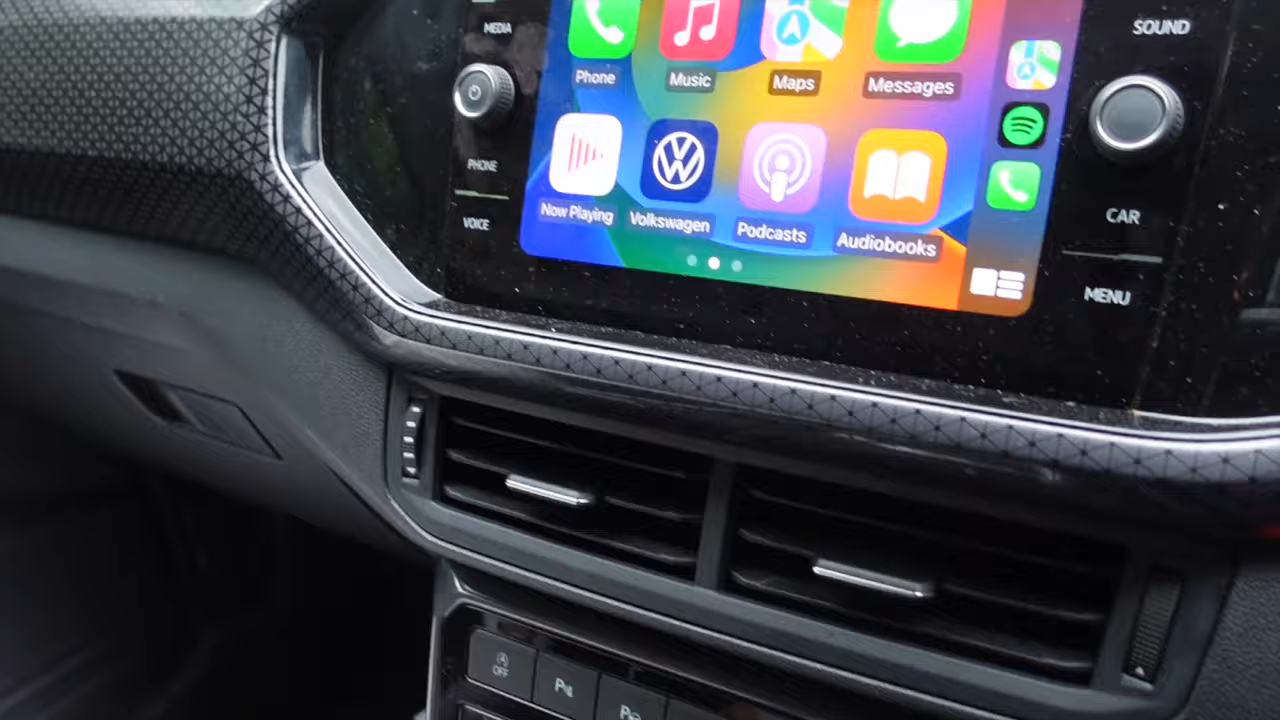 MEDIA
SOUND
Phone
Music
Maps
Messages
PHONE
Now Playing
Volkswagen
Podcasts
Audiobooks
VOICE
CAR
MENU
OFF
P
P